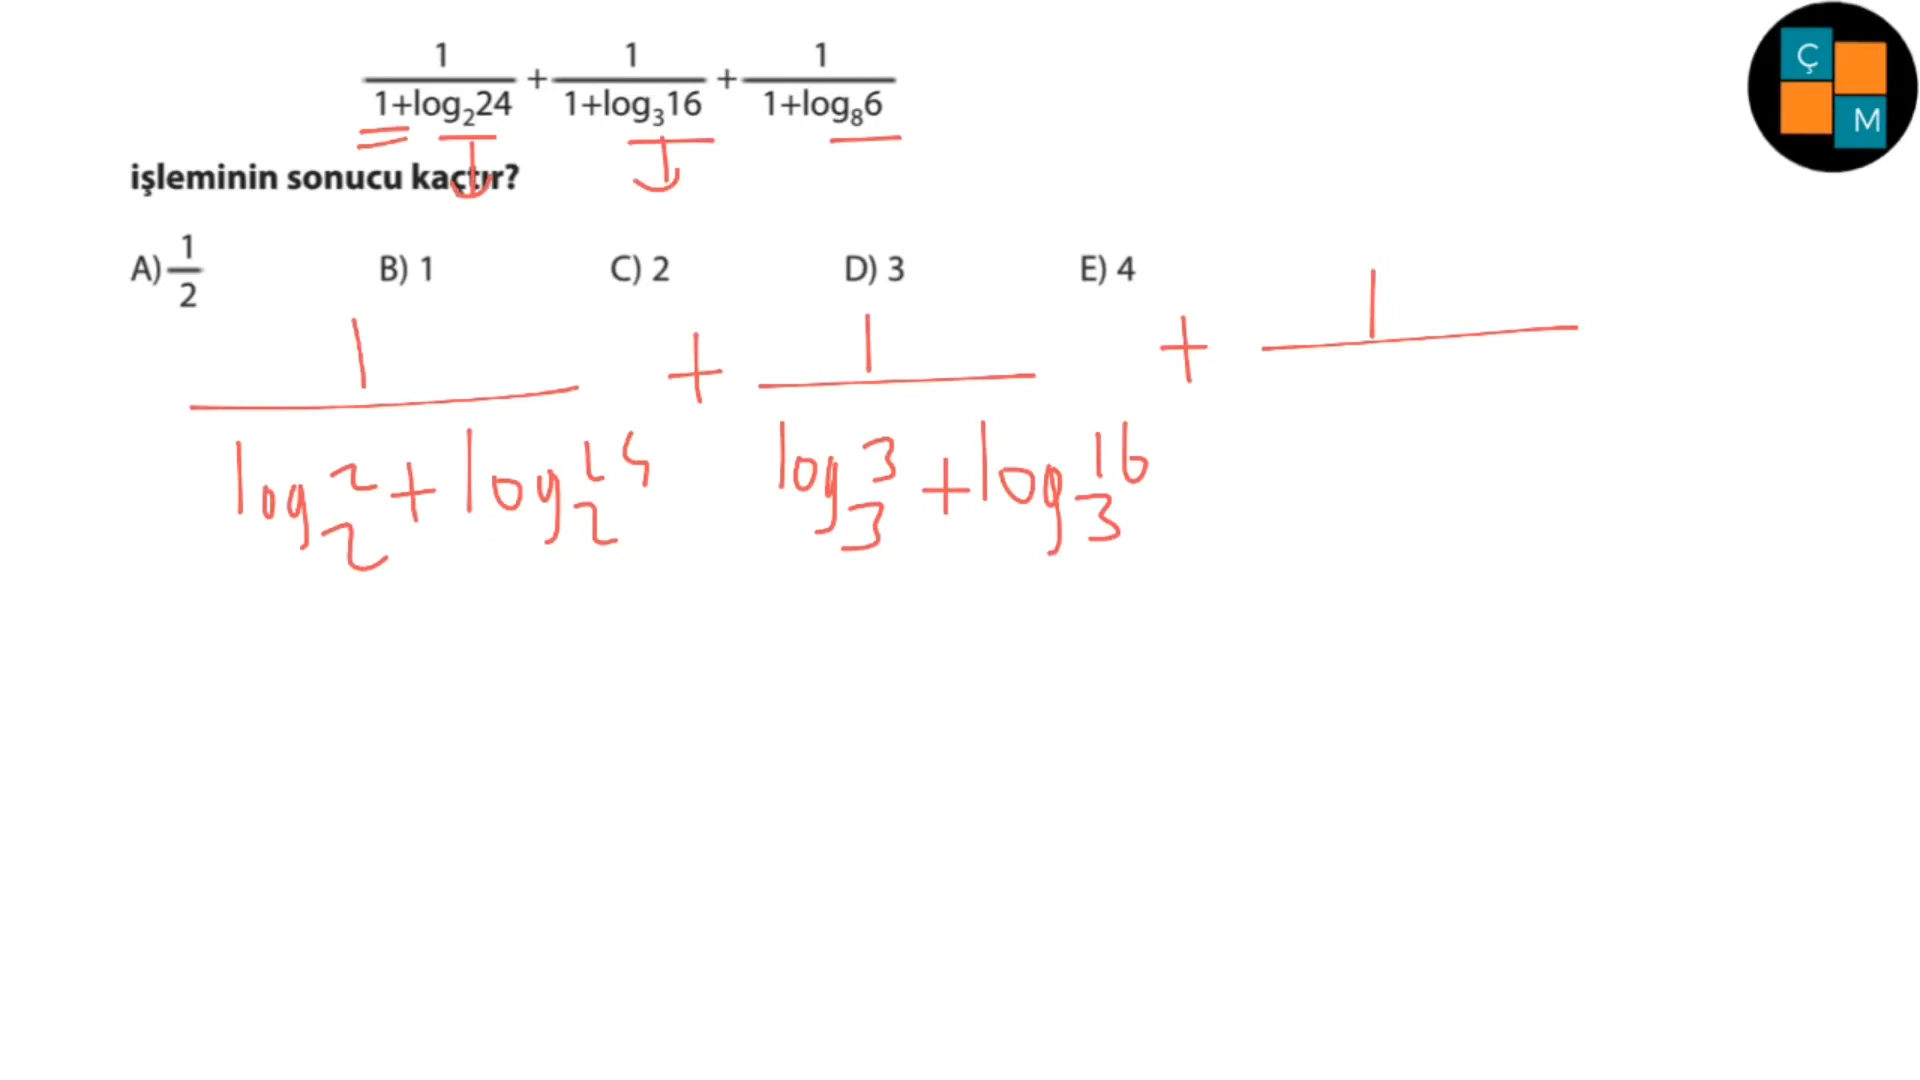 Ç
M
1/(1+log₂24) + 1/(1+log₃16) + 1/(1+log₈6)
işleminin sonucu kaçtır?
A) 1/2 B) 1 C) 2 D) 3 E) 4
1/(log₂2 + log₂24) + 1/(log₃3 + log₃16) + 1/